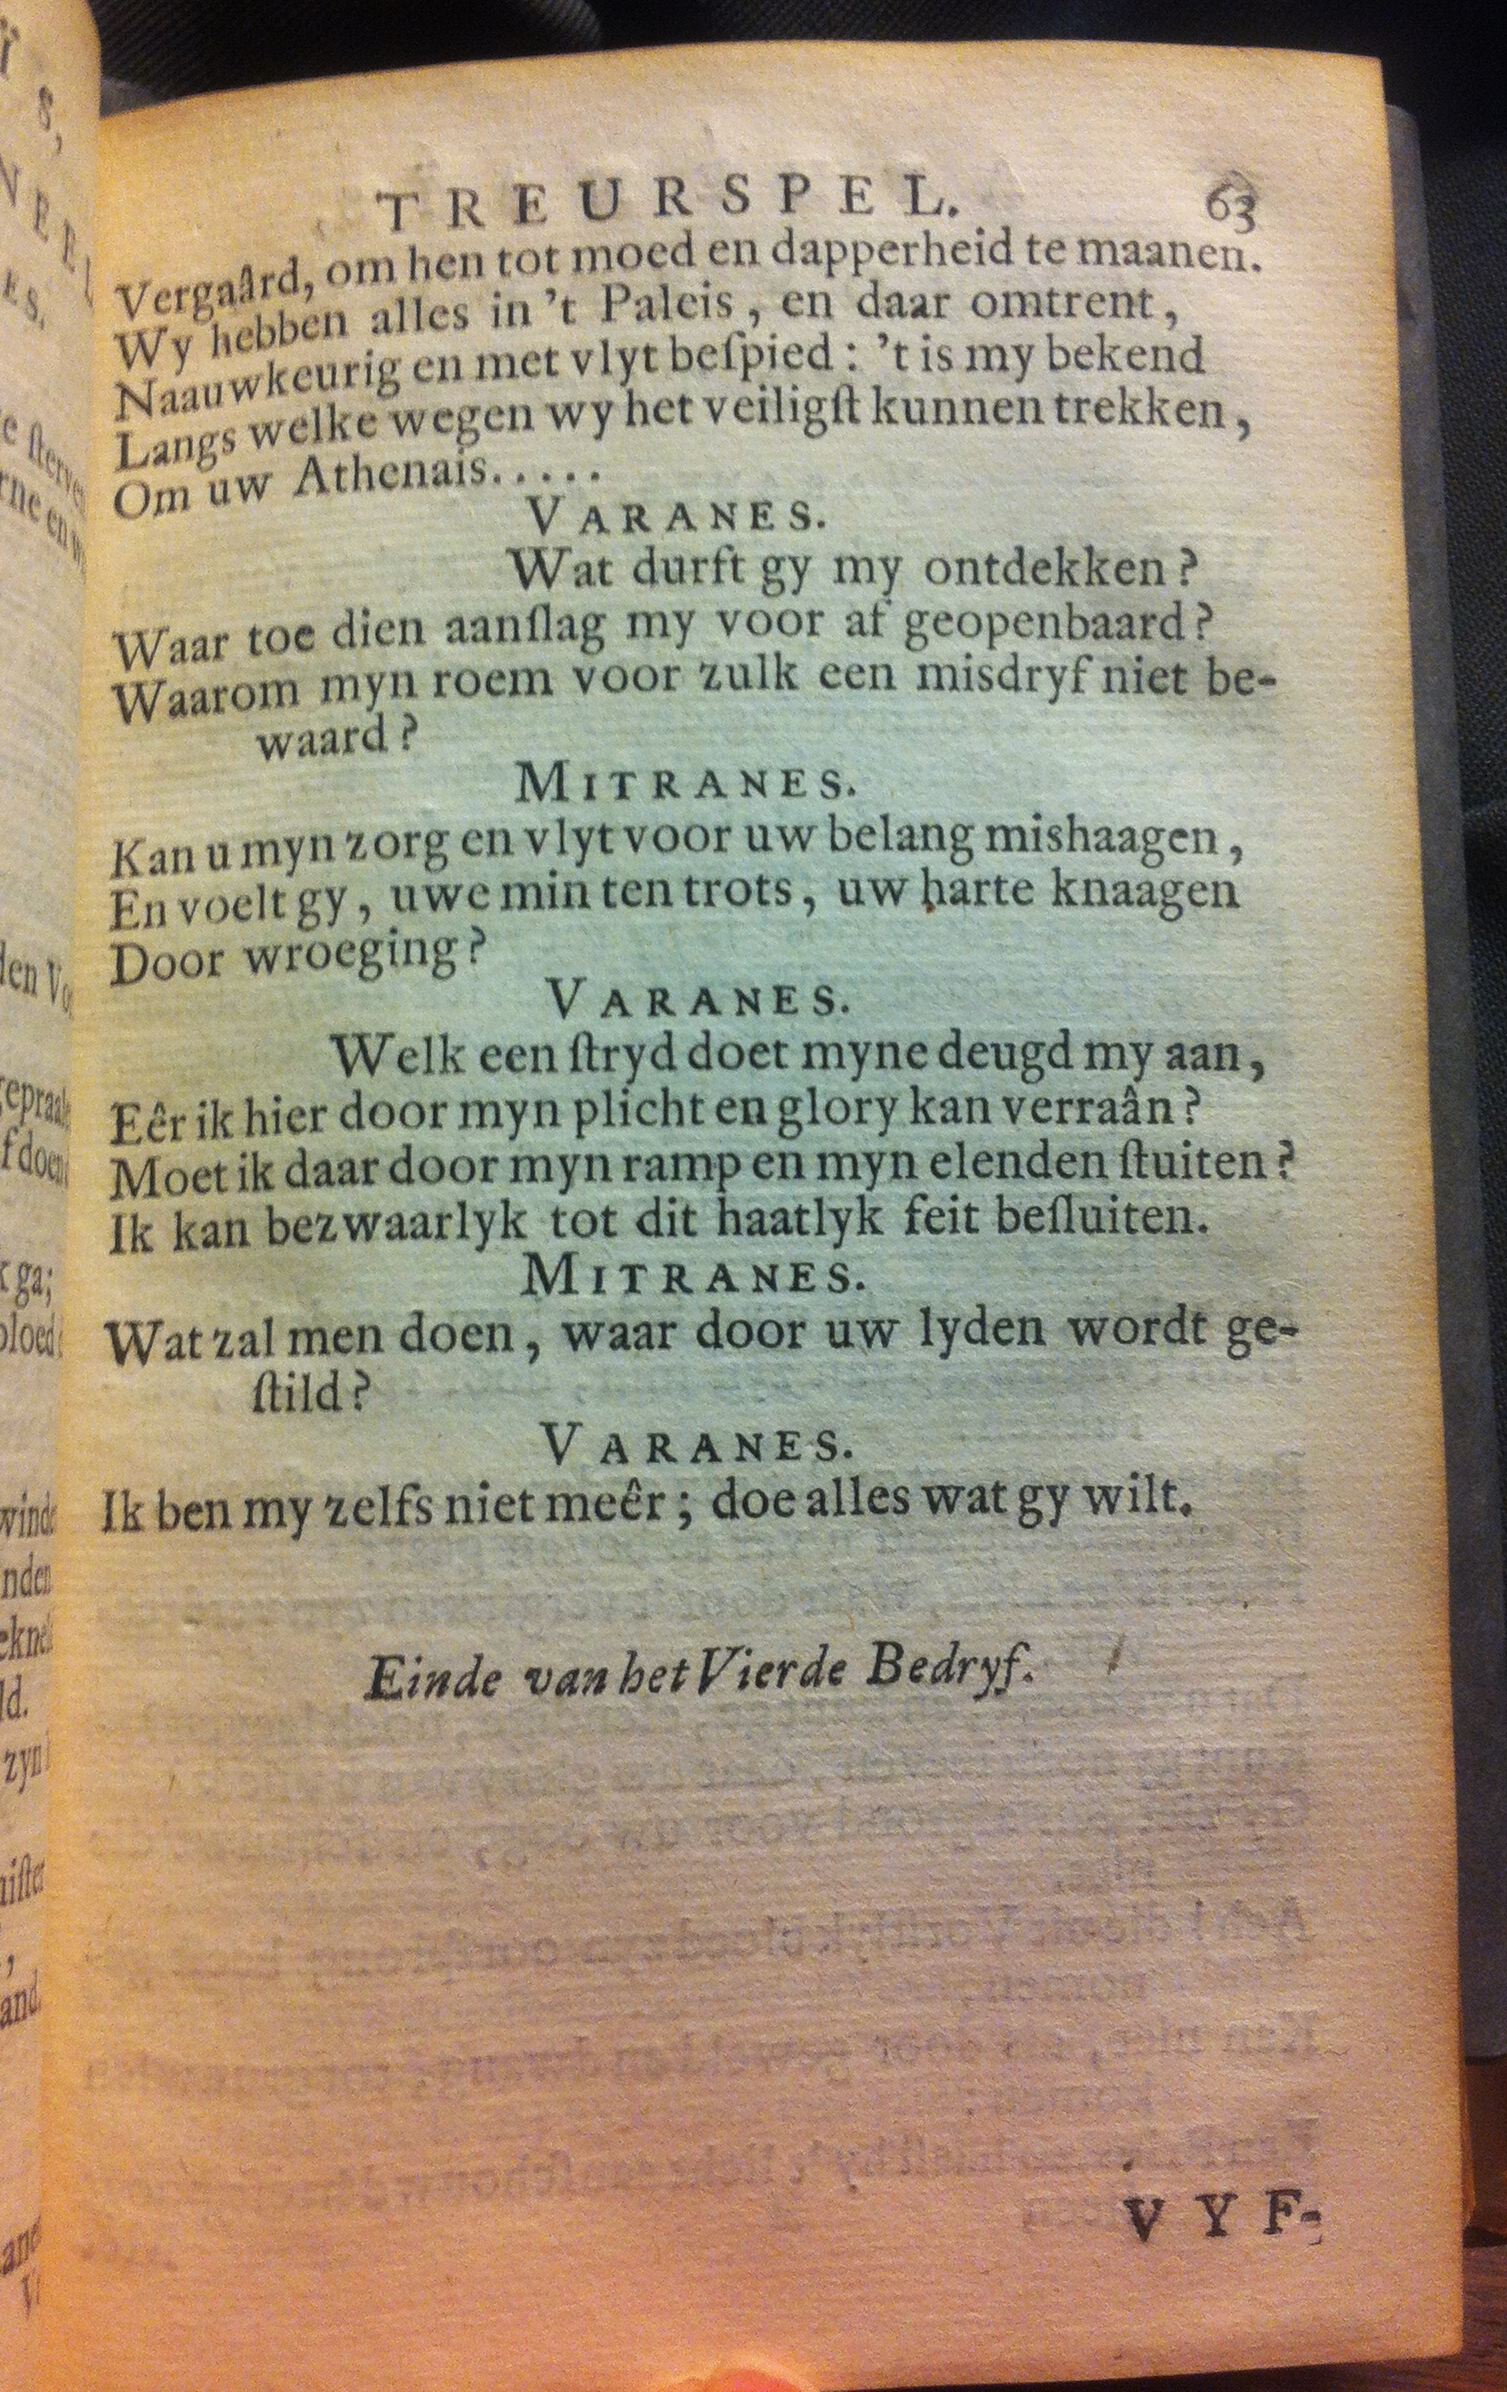 TREURSPEL. 63
Vergaârd, om hen tot moed en dapperheid te maanen.
Wy hebben alles in 't Paleis, en daar omtrent,
Naauwkeurig en met vlyt beſpied: 't is my bekend
Langs welke wegen wy het veiligſt kunnen trekken,
Om uw Athenais.....
VARANES.
Wat durft gy my ontdekken?
Waar toe dien aanſlag my voor af geopenbaard?
Waarom myn roem voor zulk een misdryf niet be-
waard?
MITRANES.
Kan u myn zorg en vlyt voor uw belang mishaagen,
En voelt gy, uwe min ten trots, uw harte knaagen
Door wroeging?
VARANES.
Welk een ſtryd doet myne deugd my aan,
Eêr ik hier door myn plicht en glory kan verraân?
Moet ik daar door myn ramp en myn elenden ſtuiten?
Ik kan bezwaarlyk tot dit haatlyk feit beſluiten.
MITRANES.
Wat zal men doen, waar door uw lyden wordt ge-
ſtild?
VARANES.
Ik ben my zelfs niet meêr; doe alles wat gy wilt.
Einde van het Vierde Bedryf.
VYF-